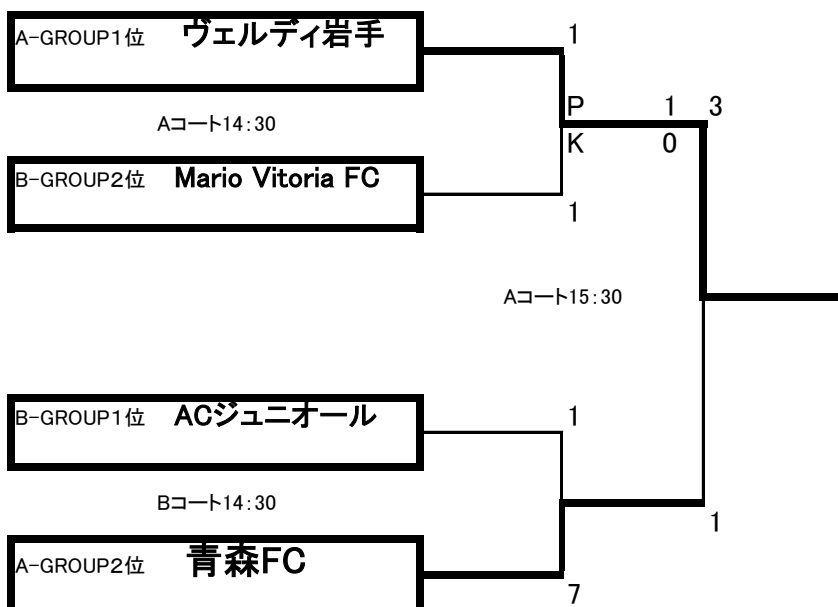 A-GROUP1位 ヴェルディ岩手
1
P 1 3
Aコート14:30
K 0
B-GROUP2位 Mario Vitoria FC
1
Aコート15:30
B-GROUP1位 ACジュニオール
1
Bコート14:30
1
A-GROUP2位 青森FC
7